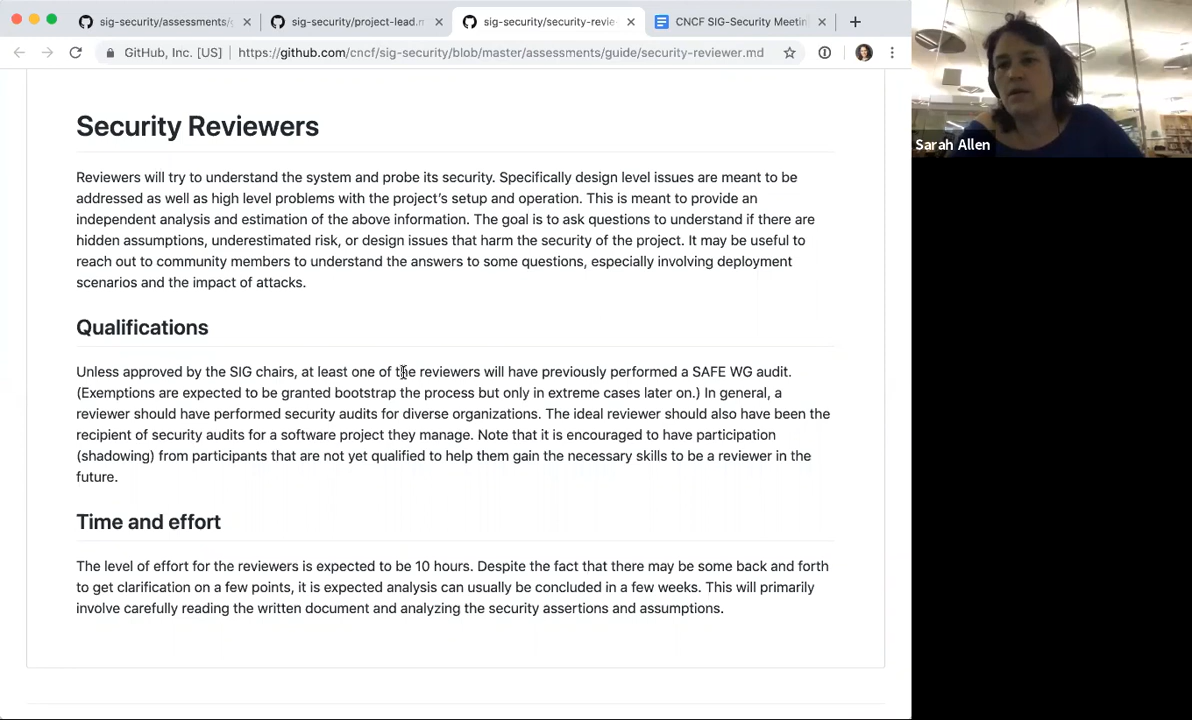 sig-security/assessments/g
sig-security/project-lead.m
sig-security/security-revie
CNCF SIG-Security Meetin
GitHub, Inc. [US]
https://github.com/cncf/sig-security/blob/master/assessments/guide/security-reviewer.md
Sarah Allen
Security Reviewers
Reviewers will try to understand the system and probe its security. Specifically design level issues are meant to be
addressed as well as high level problems with the project's setup and operation. This is meant to provide an
independent analysis and estimation of the above information. The goal is to ask questions to understand if there are
hidden assumptions, underestimated risk, or design issues that harm the security of the project. It may be useful to
reach out to community members to understand the answers to some questions, especially involving deployment
scenarios and the impact of attacks.
Qualifications
Unless approved by the SIG chairs, at least one of the reviewers will have previously performed a SAFE WG audit.
(Exemptions are expected to be granted bootstrap the process but only in extreme cases later on.) In general, a
reviewer should have performed security audits for diverse organizations. The ideal reviewer should also have been the
recipient of security audits for a software project they manage. Note that it is encouraged to have participation
(shadowing) from participants that are not yet qualified to help them gain the necessary skills to be a reviewer in the
future.
Time and effort
The level of effort for the reviewers is expected to be 10 hours. Despite the fact that there may be some back and forth
to get clarification on a few points, it is expected analysis can usually be concluded in a few weeks. This will primarily
involve carefully reading the written document and analyzing the security assertions and assumptions.